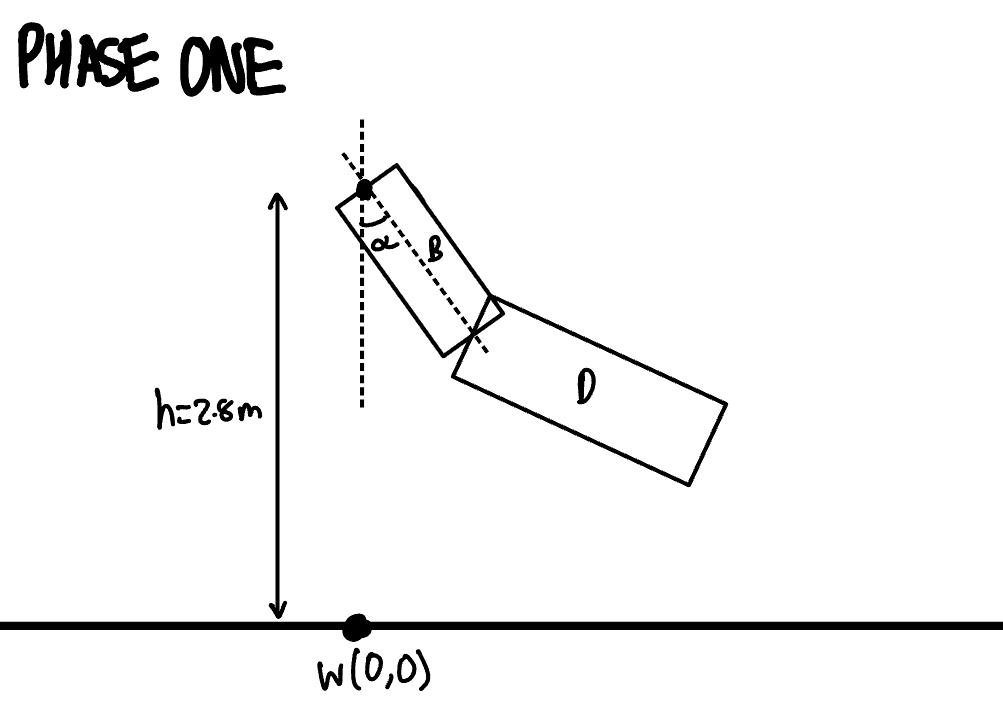 PHASE ONE
α
B
D
h=2.8m
W(0,0)